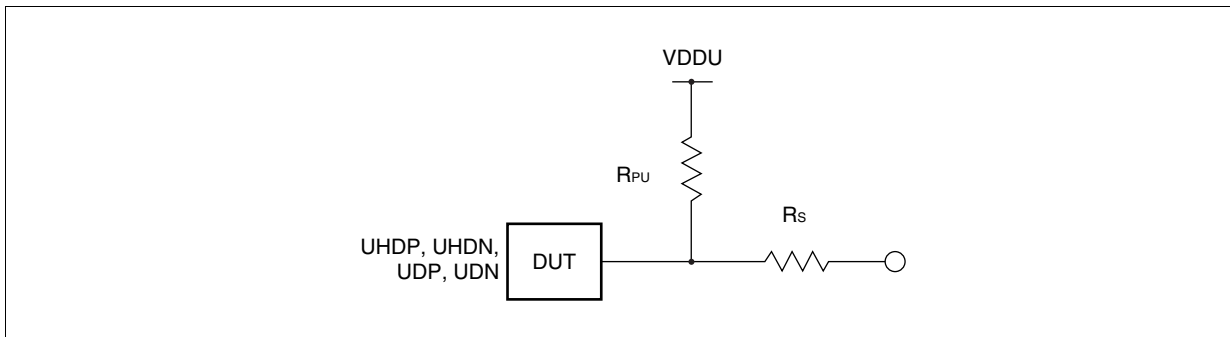 VDDU
RPU
RS
UHDP, UHDN,
UDP, UDN
DUT